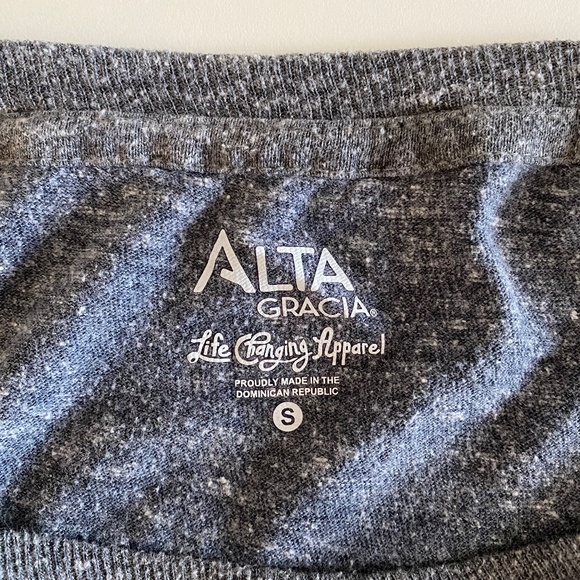 ALTA
GRACIA®
Life Changing Apparel
PROUDLY MADE IN THE
DOMINICAN REPUBLIC
S